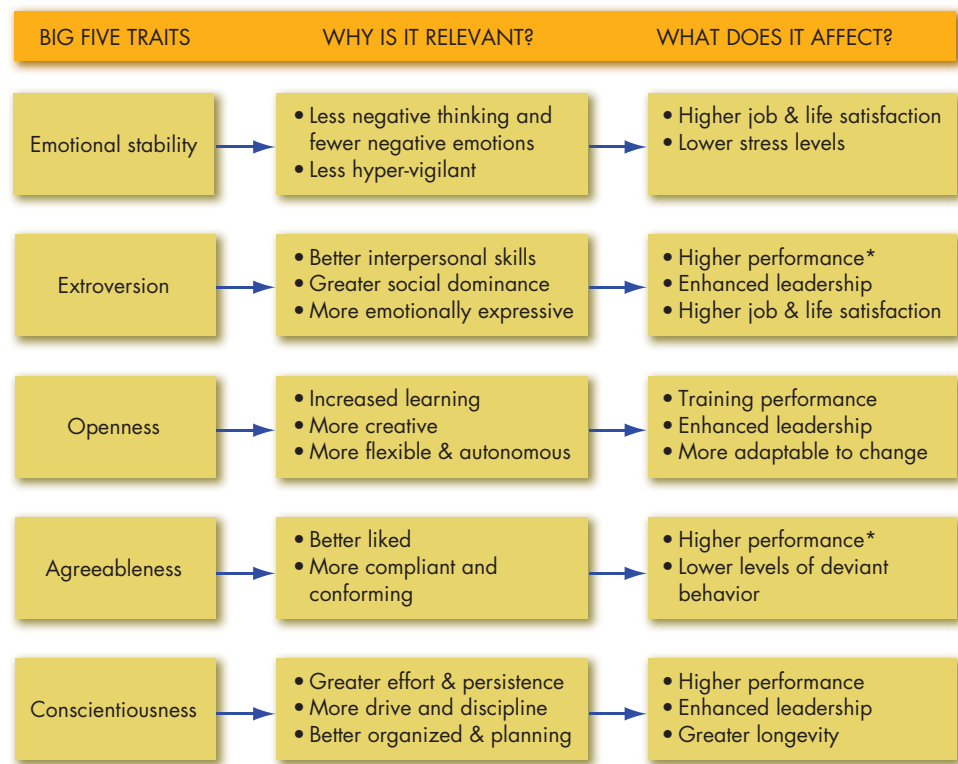 BIG FIVE TRAITS
WHY IS IT RELEVANT?
WHAT DOES IT AFFECT?
Emotional stability
• Less negative thinking and
fewer negative emotions
• Less hyper-vigilant
• Higher job & life satisfaction
• Lower stress levels
Extroversion
• Better interpersonal skills
• Greater social dominance
• More emotionally expressive
• Higher performance*
• Enhanced leadership
• Higher job & life satisfaction
Openness
• Increased learning
• More creative
• More flexible & autonomous
• Training performance
• Enhanced leadership
• More adaptable to change
Agreeableness
• Better liked
• More compliant and
conforming
• Higher performance*
• Lower levels of deviant
behavior
Conscientiousness
• Greater effort & persistence
• More drive and discipline
• Better organized & planning
• Higher performance
• Enhanced leadership
• Greater longevity